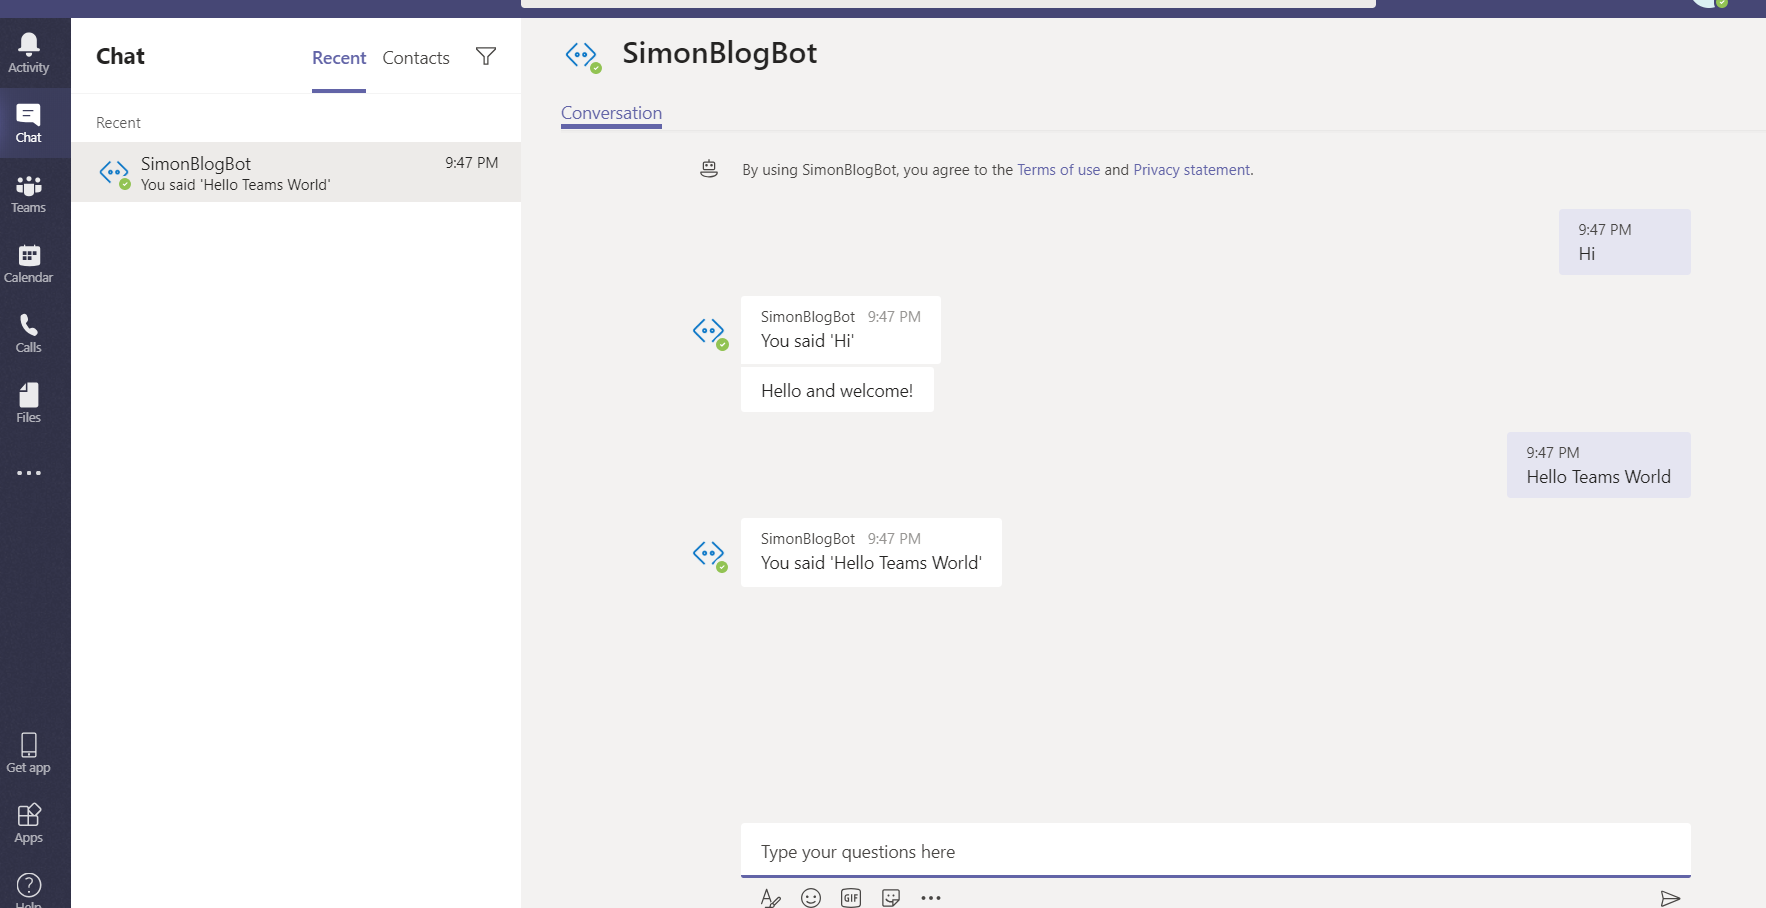 Activity
Chat
Teams
Calendar
Calls
Files
Get app
Apps
Help
Chat
Recent Contacts
Recent
SimonBlogBot 9:47 PM
You said 'Hello Teams World'
SimonBlogBot
Conversation
By using SimonBlogBot, you agree to the Terms of use and Privacy statement.
9:47 PM
Hi
SimonBlogBot 9:47 PM
You said 'Hi'
Hello and welcome!
9:47 PM
Hello Teams World
SimonBlogBot 9:47 PM
You said 'Hello Teams World'
Type your questions here
GIF